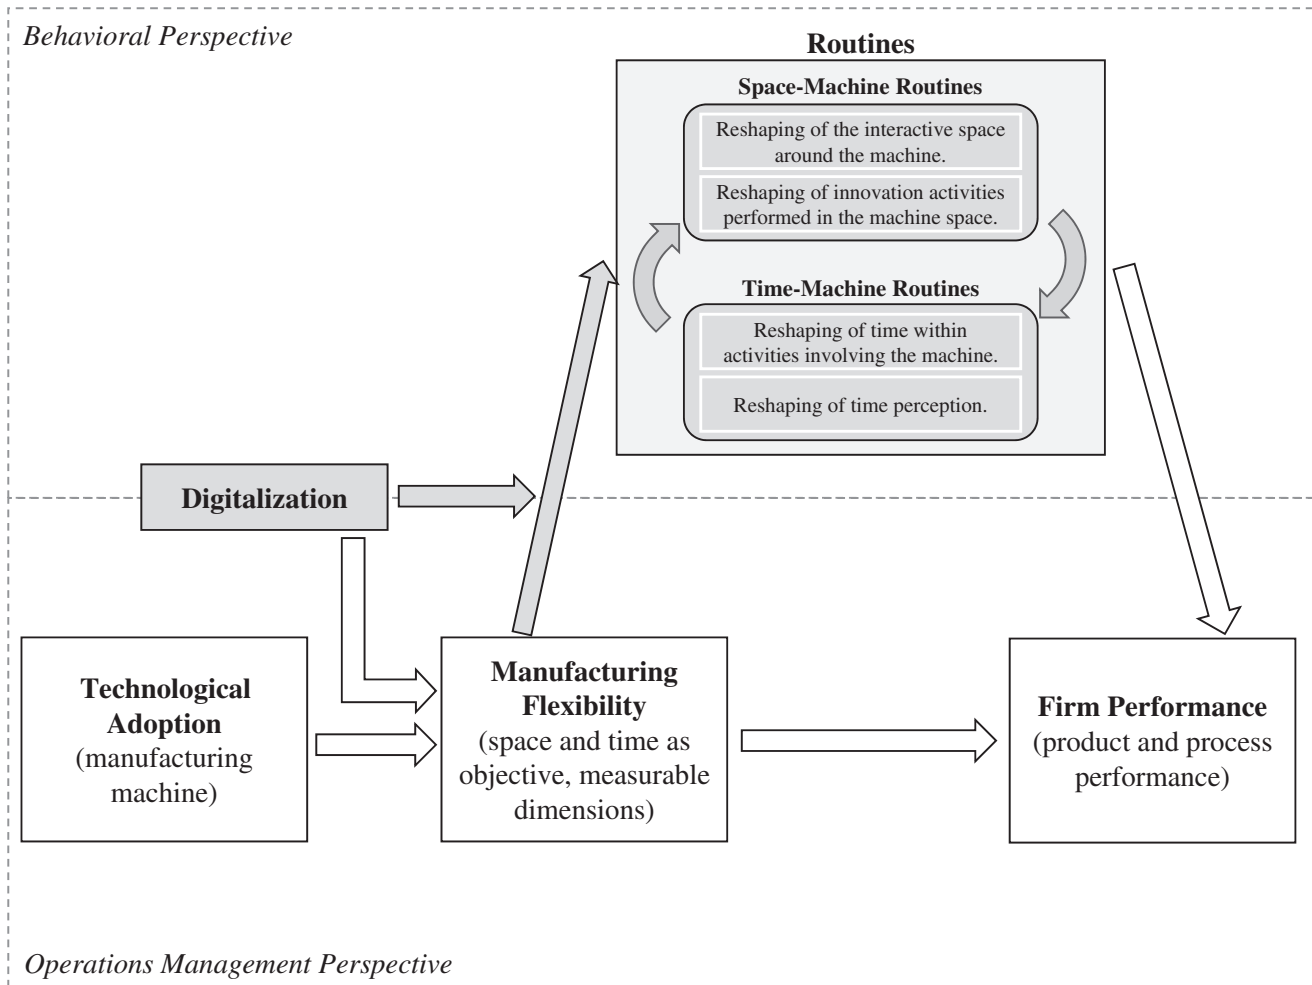 Behavioral Perspective
Routines
Space-Machine Routines
Reshaping of the interactive space
around the machine.
Reshaping of innovation activities
performed in the machine space.
Time-Machine Routines
Reshaping of time within
activities involving the machine.
Reshaping of time perception.
Digitalization
Technological
Adoption
(manufacturing
machine)
Manufacturing
Flexibility
(space and time as
objective, measurable
dimensions)
Firm Performance
(product and process
performance)
Operations Management Perspective